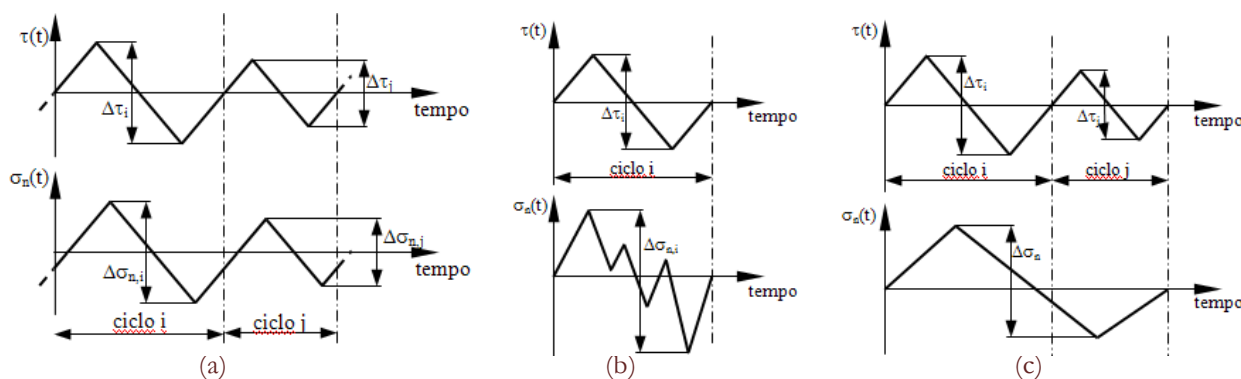 τ(t)
Δτᵢ
Δτⱼ
tempo
σₙ(t)
Δσₙ,ᵢ
Δσₙ,ⱼ
tempo
ciclo i
ciclo j
(a)
τ(t)
Δτᵢ
tempo
ciclo i
σₙ(t)
Δσₙ,ᵢ
tempo
(b)
τ(t)
Δτᵢ
Δτⱼ
tempo
ciclo i
ciclo j
σₙ(t)
Δσₙ
tempo
(c)